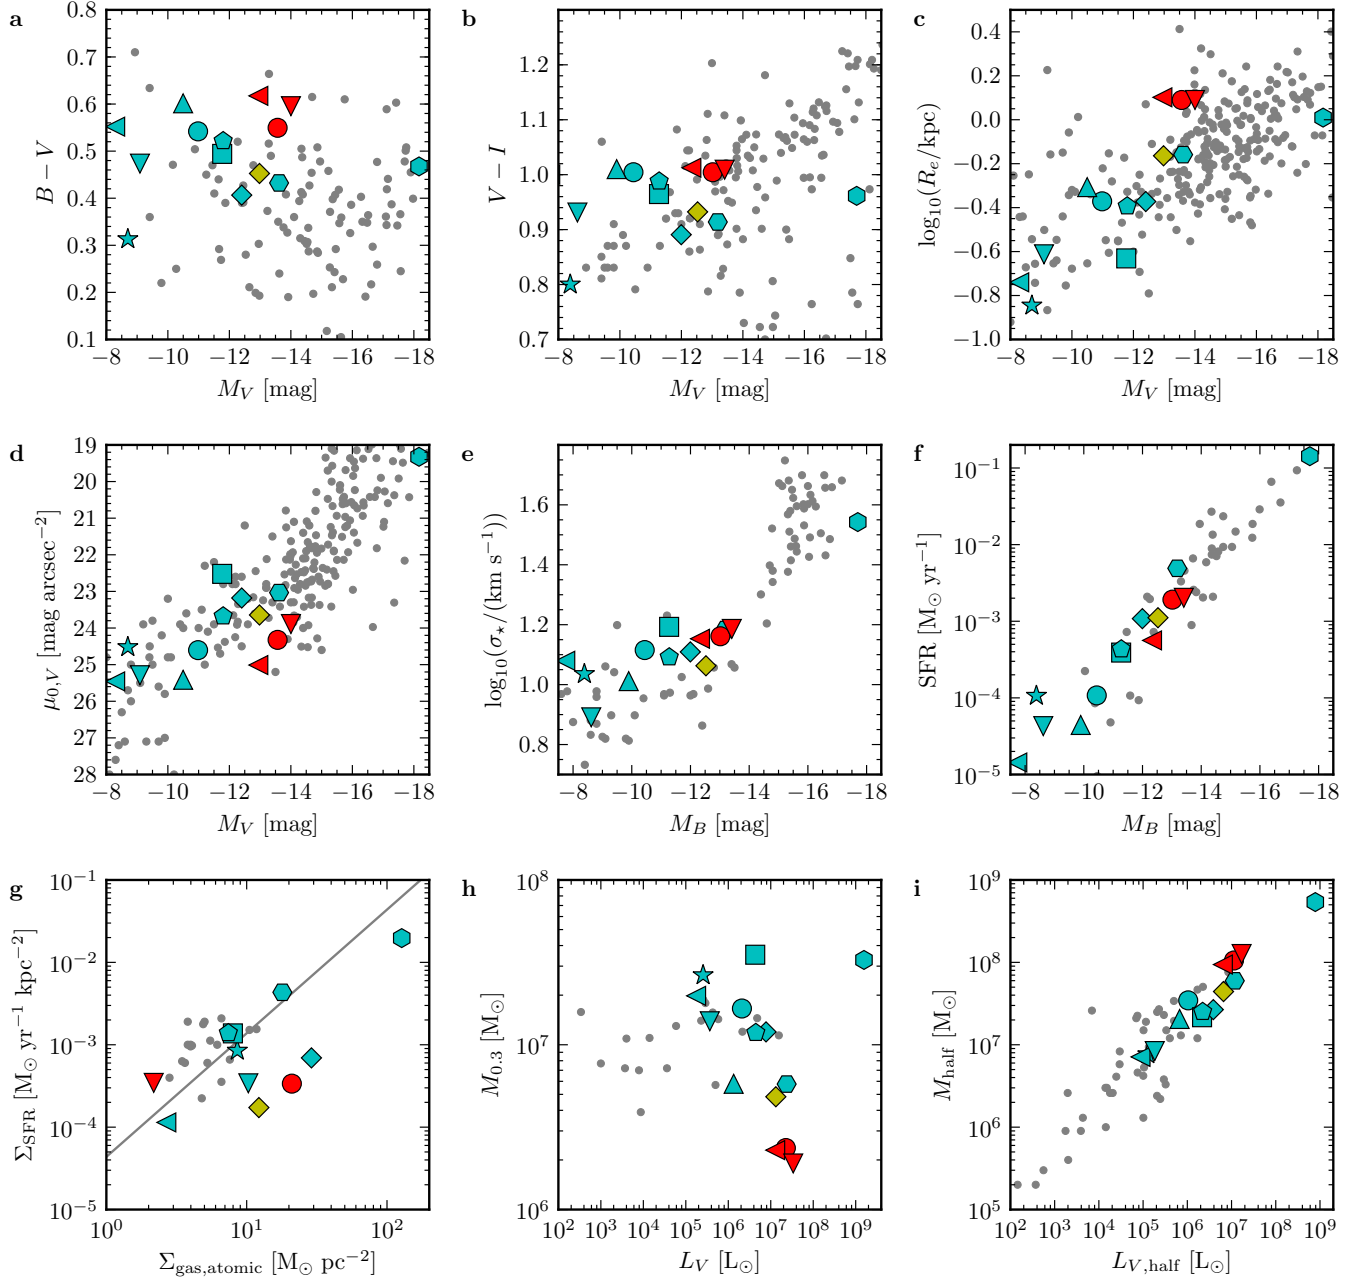 a
0.8
0.7
0.6
0.5
0.4
0.3
0.2
0.1
B − V
−8 −10 −12 −14 −16 −18
M_V [mag]
b
1.2
1.1
1.0
0.9
0.8
0.7
V − I
−8 −10 −12 −14 −16 −18
M_V [mag]
c
0.4
0.2
0.0
−0.2
−0.4
−0.6
−0.8
−1.0
log₁₀(R_e/kpc)
−8 −10 −12 −14 −16 −18
M_V [mag]
d
19
20
21
22
23
24
25
26
27
28
μ_{0,V} [mag arcsec⁻²]
−8 −10 −12 −14 −16 −18
M_V [mag]
e
1.6
1.4
1.2
1.0
0.8
log₁₀(σ⋆/(km s⁻¹))
−8 −10 −12 −14 −16 −18
M_B [mag]
f
10⁻¹
10⁻²
10⁻³
10⁻⁴
10⁻⁵
SFR [M⊙ yr⁻¹]
−8 −10 −12 −14 −16 −18
M_B [mag]
g
10⁻¹
10⁻²
10⁻³
10⁻⁴
10⁻⁵
Σ_SFR [M⊙ yr⁻¹ kpc⁻²]
10⁰ 10¹ 10²
Σ_{gas,atomic} [M⊙ pc⁻²]
h
10⁸
10⁷
10⁶
M_{0.3} [M⊙]
10² 10³ 10⁴ 10⁵ 10⁶ 10⁷ 10⁸ 10⁹
L_V [L⊙]
i
10⁹
10⁸
10⁷
10⁶
10⁵
M_half [M⊙]
10² 10³ 10⁴ 10⁵ 10⁶ 10⁷ 10⁸ 10⁹
L_{V,half} [L⊙]